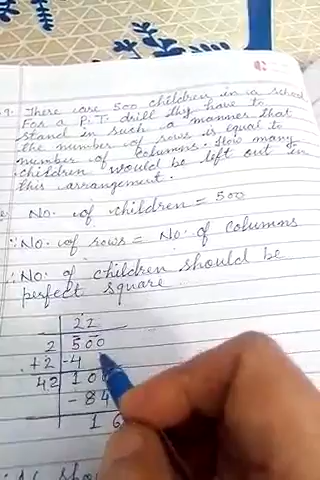 9. There are 500 children in a school
For a P.T. drill they have to
stand in such a manner that
the number of rows is equal to
number of columns. How many
children would be left out in
this arrangement.
No. of children = 500
∵ No. of rows = No. of Columns
∴ No. of children should be
perfect square
22
2 500
+2 -4
42 10
- 84
1 6